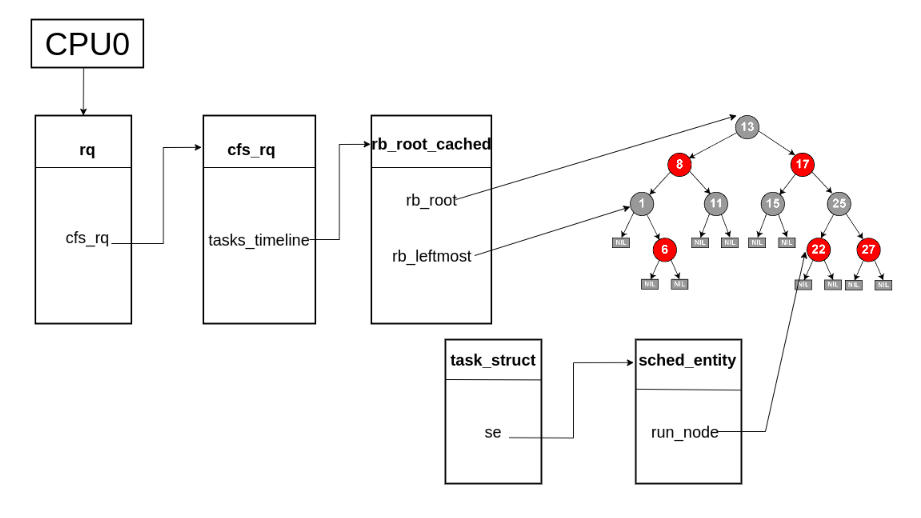 CPU0
rq
cfs_rq
cfs_rq
tasks_timeline
rb_root_cached
rb_root
rb_leftmost
13
8
17
1
11
15
25
NIL
6
NIL
NIL
NIL
NIL
22
27
NIL
NIL
NIL
NIL
NIL
NIL
task_struct
se
sched_entity
run_node